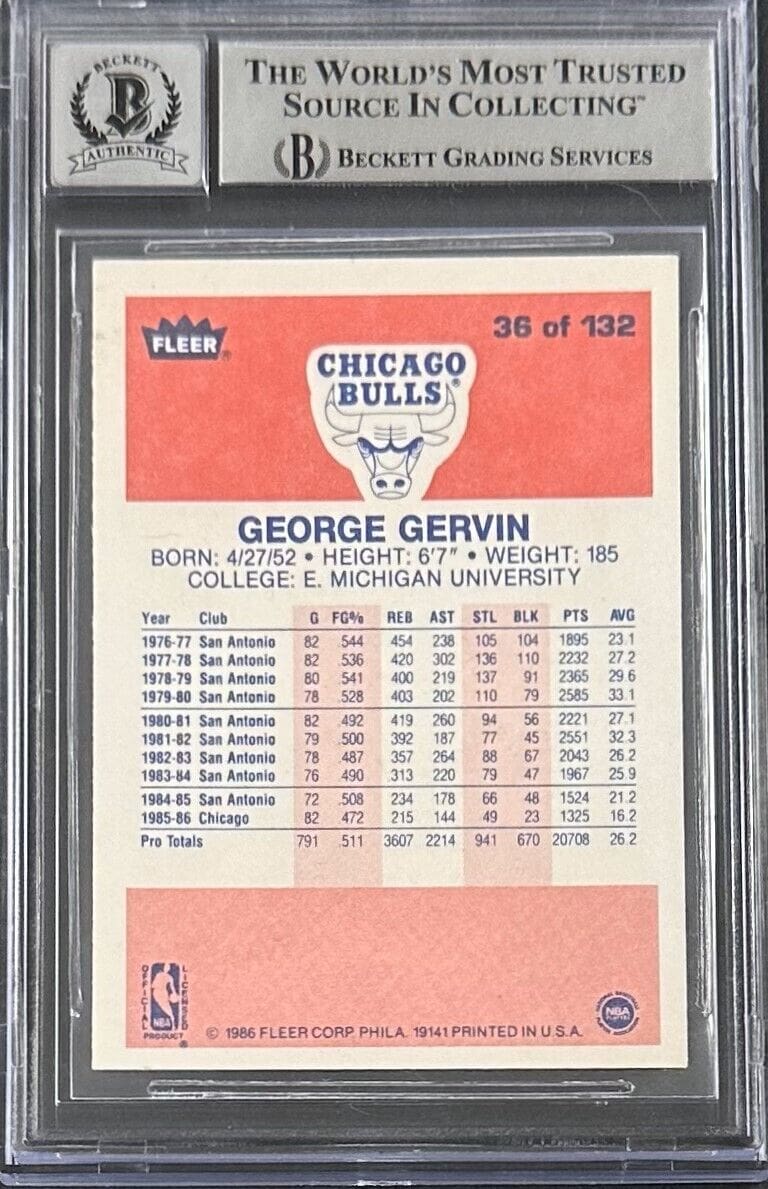 BECKETT
B
AUTHENTIC
THE WORLD'S MOST TRUSTED
SOURCE IN COLLECTING™
B BECKETT GRADING SERVICES
FLEER®
36 of 132
CHICAGO
BULLS®
GEORGE GERVIN
BORN: 4/27/52 • HEIGHT: 6'7" • WEIGHT: 185
COLLEGE: E. MICHIGAN UNIVERSITY
Year Club G FG% REB AST STL BLK PTS AVG
1976-77 San Antonio 82 .544 454 238 105 104 1895 23.1
1977-78 San Antonio 82 .536 420 302 136 110 2232 27.2
1978-79 San Antonio 80 .541 400 219 137 91 2365 29.6
1979-80 San Antonio 78 .528 403 202 110 79 2585 33.1
1980-81 San Antonio 82 .492 419 260 94 56 2221 27.1
1981-82 San Antonio 79 .500 392 187 77 45 2551 32.3
1982-83 San Antonio 78 .487 357 264 88 67 2043 26.2
1983-84 San Antonio 76 .490 313 220 79 47 1967 25.9
1984-85 San Antonio 72 .508 234 178 66 48 1524 21.2
1985-86 Chicago 82 .472 215 144 49 23 1325 16.2
Pro Totals 791 .511 3607 2214 941 670 20708 26.2
OFFICIAL
LICENSED
NBA
PRODUCT®
© 1986 FLEER CORP. PHILA. 19141 PRINTED IN U.S.A.
NATIONAL BASKETBALL
NBA
PLAYERS
PLAYERS ASSOCIATION